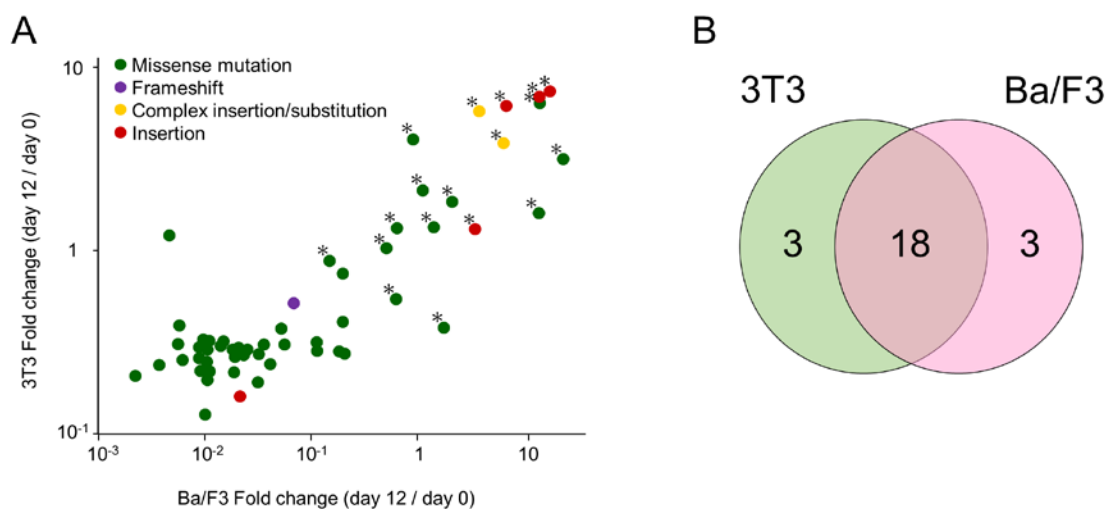 A
Missense mutation
Frameshift
Complex insertion/substitution
Insertion
3T3 Fold change (day 12 / day 0)
10
1
10-1
10-3
10-2
10-1
1
10
Ba/F3 Fold change (day 12 / day 0)
* * * * * * * * * * * * * * * * * * *
B
3T3
Ba/F3
3
18
3